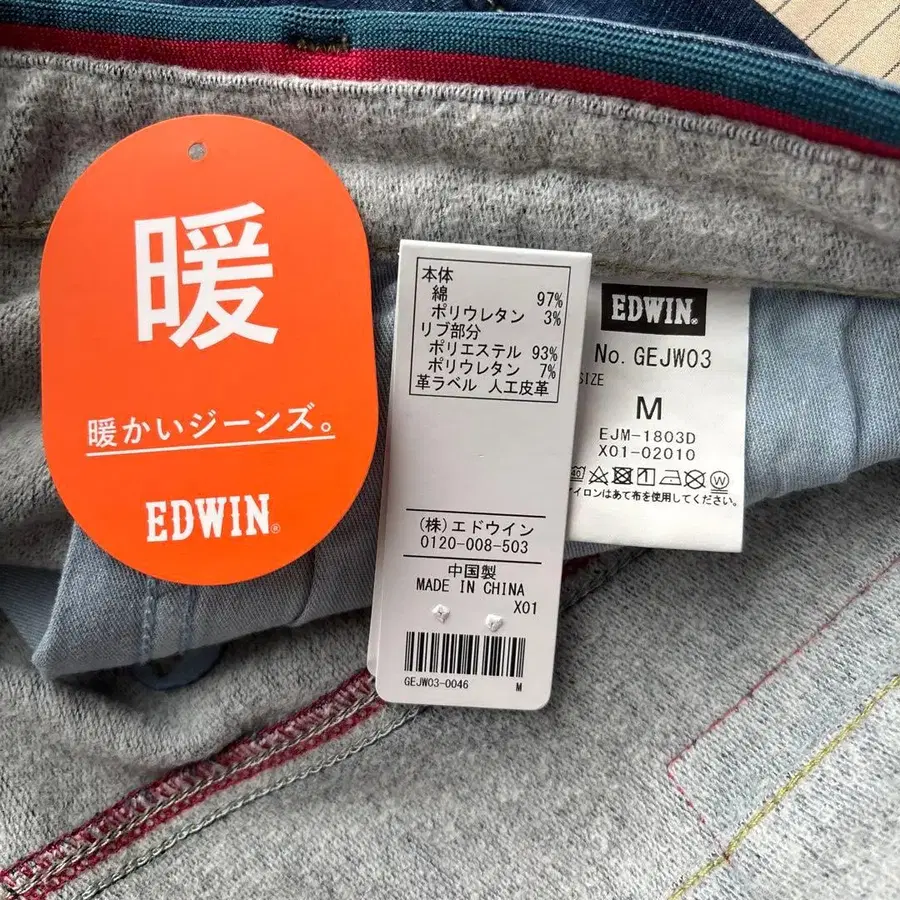 暖
暖かいジーンズ。
EDWIN®
本体
綿 97%
ポリウレタン 3%
リブ部分
ポリエステル 93%
ポリウレタン 7%
革ラベル 人工皮革
(株)エドウイン
0120-008-503
中国製
MADE IN CHINA
X01
GEJW03-0046 M
EDWIN®
No. GEJW03
SIZE
M
EJM-1803D
X01-02010
アイロンはあて布を使用してください。